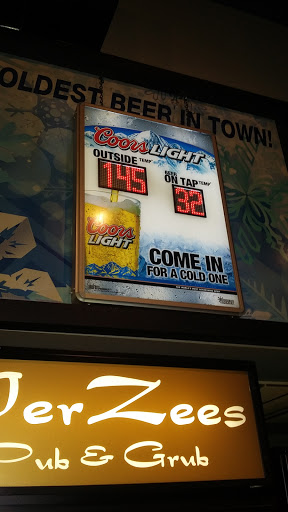 OLDEST BEER IN TOWN!
Coors LIGHT
OUTSIDE TEMP
145
BEER
ON TAP TEMP
32
Coors
LIGHT
COME IN
FOR A COLD ONE
JerZees
Pub & Grub